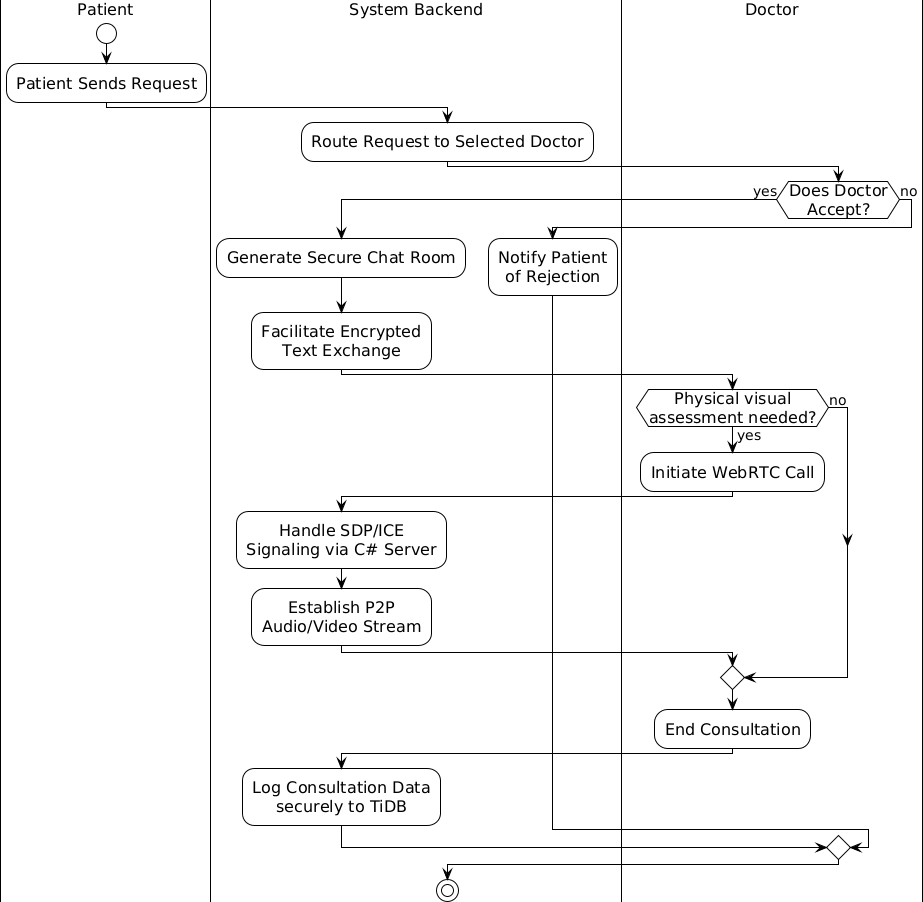 Patient
System Backend
Doctor
Patient Sends Request
Route Request to Selected Doctor
Does Doctor
Accept?
yes
no
Generate Secure Chat Room
Notify Patient
of Rejection
Facilitate Encrypted
Text Exchange
Physical visual
assessment needed?
no
yes
Initiate WebRTC Call
Handle SDP/ICE
Signaling via C# Server
Establish P2P
Audio/Video Stream
End Consultation
Log Consultation Data
securely to TiDB